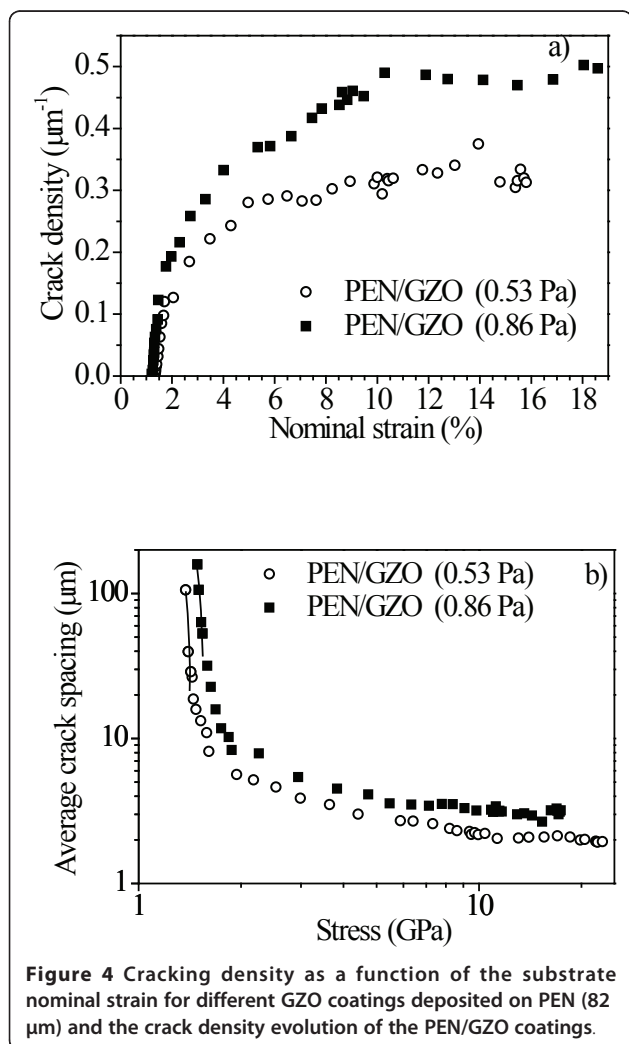 a)
0.5
0.4
0.3
0.2
0.1
0.0
Crack density (μm⁻¹)
PEN/GZO (0.53 Pa)
PEN/GZO (0.86 Pa)
0 2 4 6 8 10 12 14 16 18
Nominal strain (%)
b)
PEN/GZO (0.53 Pa)
PEN/GZO (0.86 Pa)
100
10
1
Average crack spacing (μm)
1 10
Stress (GPa)
Figure 4 Cracking density as a function of the substrate
nominal strain for different GZO coatings deposited on PEN (82
μm) and the crack density evolution of the PEN/GZO coatings.